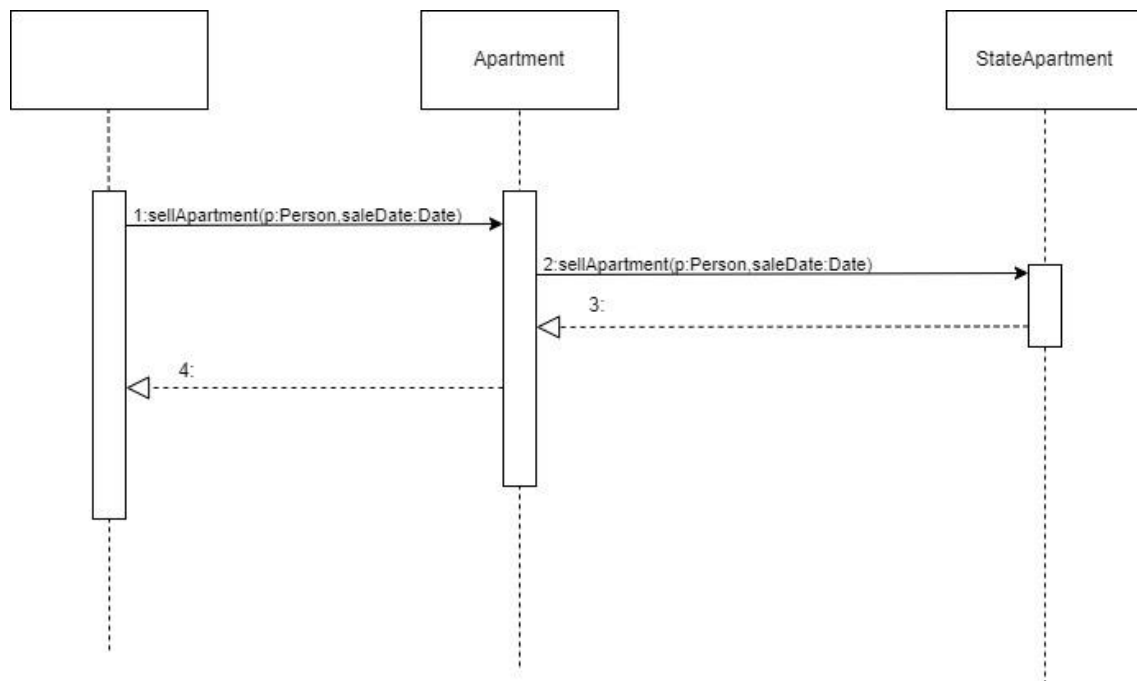 Apartment
StateApartment
1:sellApartment(p:Person,saleDate:Date)
2:sellApartment(p:Person,saleDate:Date)
3:
4: